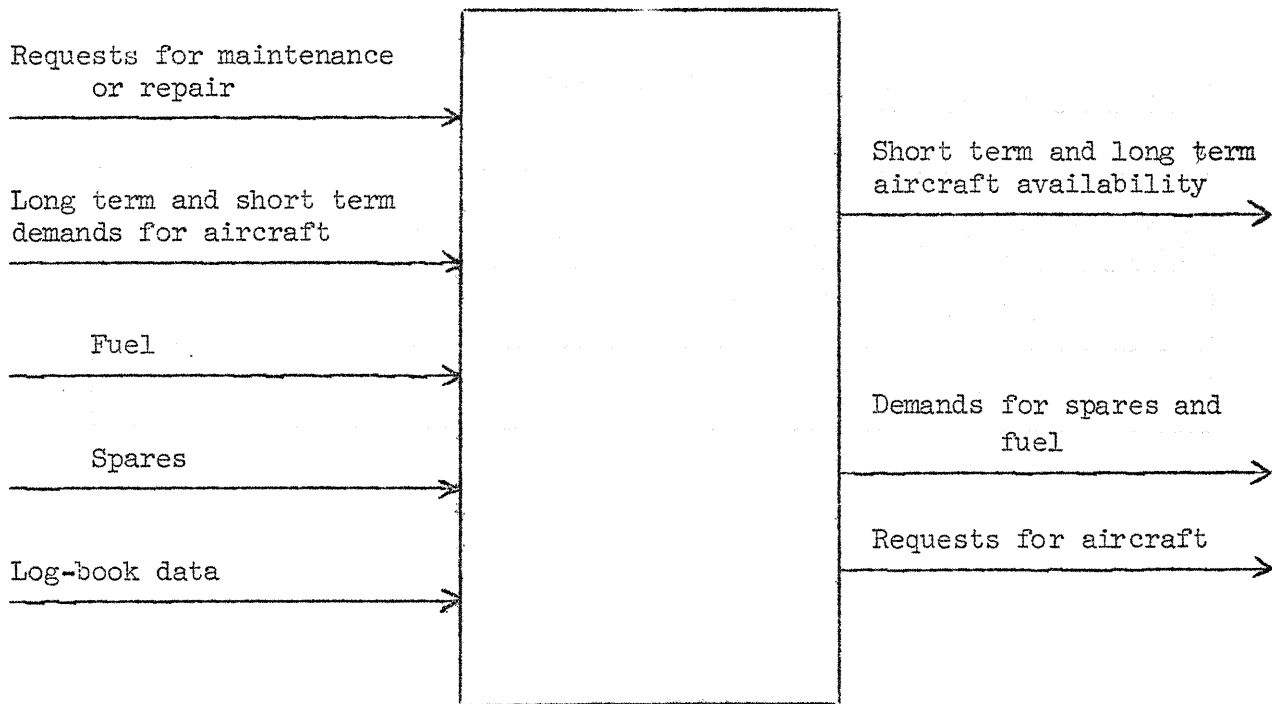 Requests for maintenance
or repair
Long term and short term
demands for aircraft
Fuel
Spares
Log-book data
Short term and long term
aircraft availability
Demands for spares and
fuel
Requests for aircraft